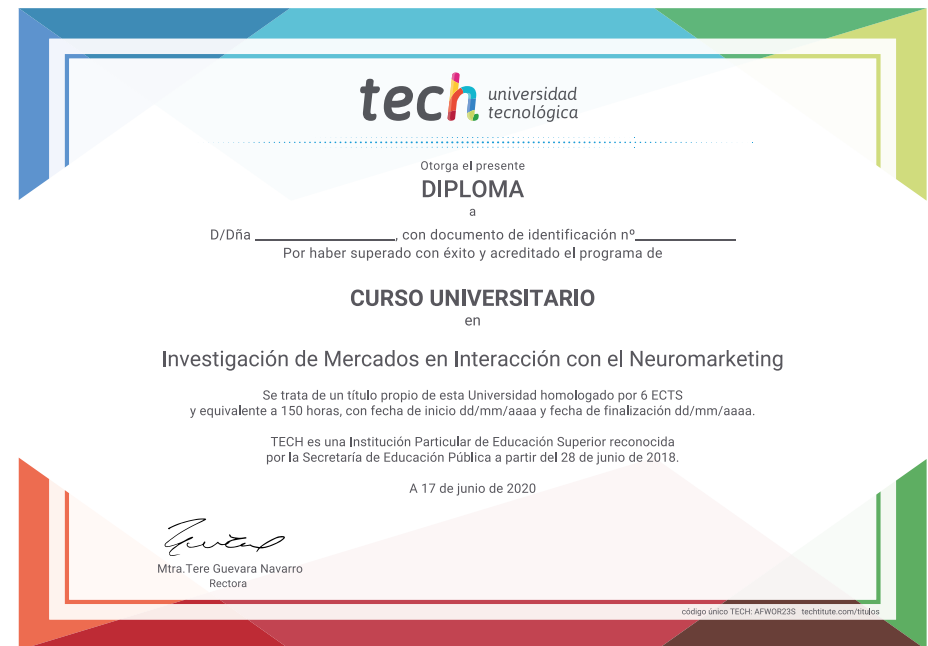 tech universidad
tecnológica
Otorga el presente
DIPLOMA
a
D/Dña ____________________, con documento de identificación nº______________
Por haber superado con éxito y acreditado el programa de
CURSO UNIVERSITARIO
en
Investigación de Mercados en Interacción con el Neuromarketing
Se trata de un título propio de esta Universidad homologado por 6 ECTS
y equivalente a 150 horas, con fecha de inicio dd/mm/aaaa y fecha de finalización dd/mm/aaaa.
TECH es una Institución Particular de Educación Superior reconocida
por la Secretaría de Educación Pública a partir del 28 de junio de 2018.
A 17 de junio de 2020
Mtra.Tere Guevara Navarro
Rectora
código único TECH: AFWOR23S techtitute.com/titulos